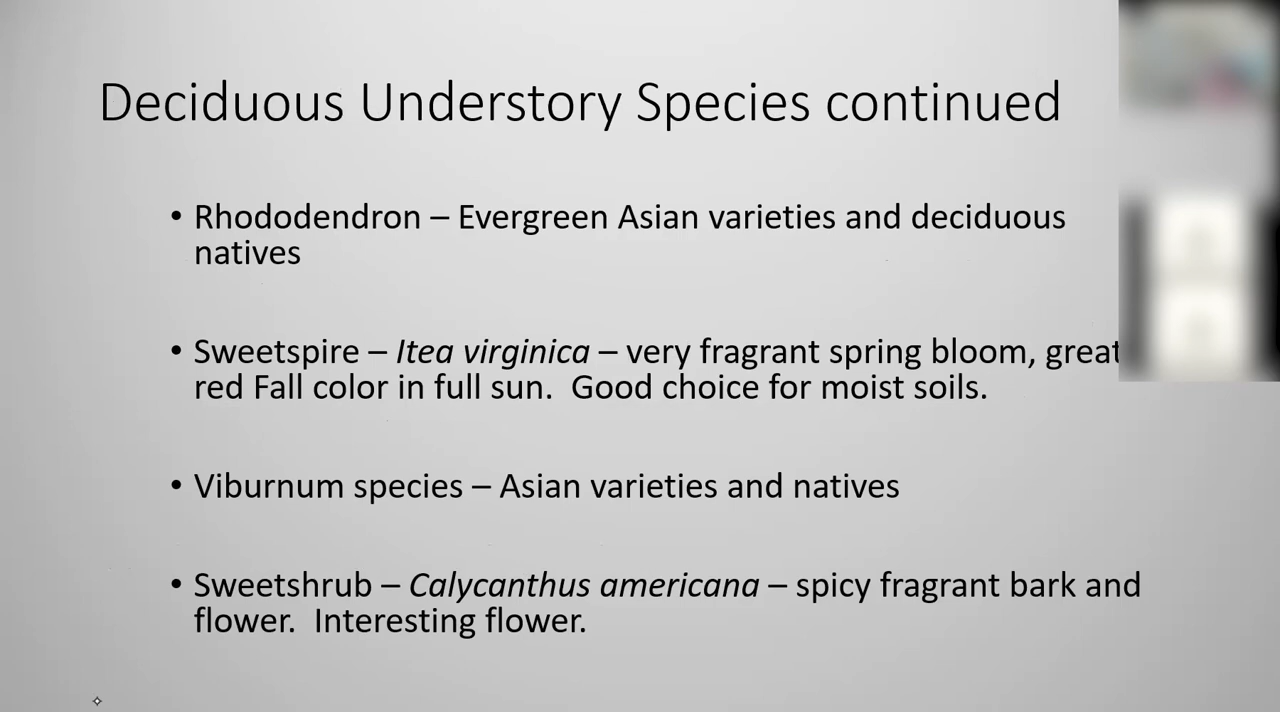 Deciduous Understory Species continued
• Rhododendron – Evergreen Asian varieties and deciduous
natives
• Sweetspire – Itea virginica – very fragrant spring bloom, great
red Fall color in full sun.  Good choice for moist soils.
• Viburnum species – Asian varieties and natives
• Sweetshrub – Calycanthus americana – spicy fragrant bark and
flower.  Interesting flower.